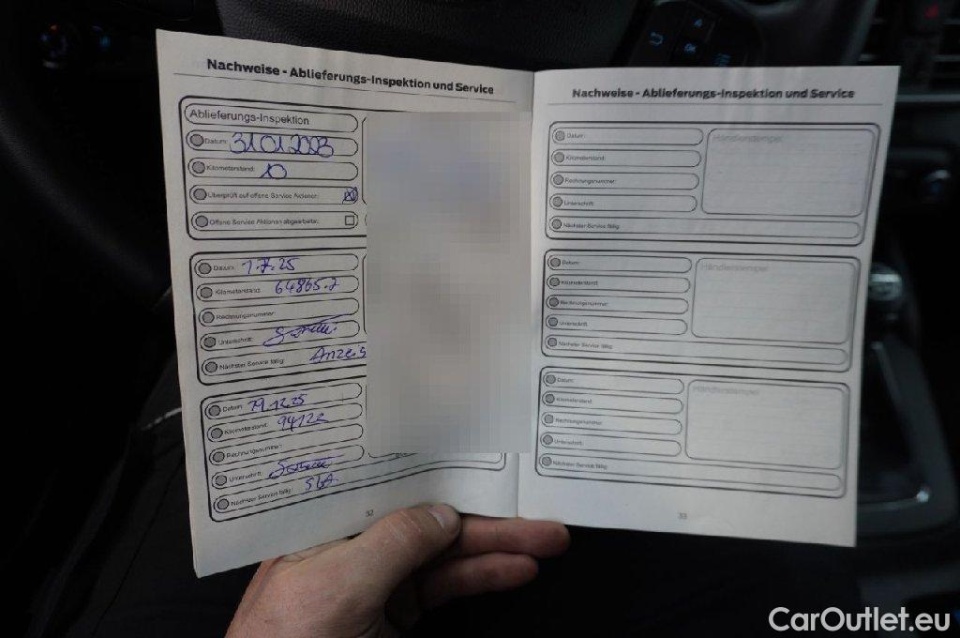 Nachweise - Ablieferungs-Inspektion und Service
Ablieferungs-Inspektion
Datum: 31.01.2023
Kilometerstand: 10
Überprüft auf offene Service Aktionen:
Offene Service Aktionen abgearbeitet:
Datum: 1.7.25
Kilometerstand: 64865
Rechnungsnummer:
Unterschrift:
Nächster Service fällig:
Datum:
Kilometerstand:
Rechnungsnummer:
Unterschrift:
Nächster Service fällig:
32
Nachweise - Ablieferungs-Inspektion und Service
Datum:
Händlerstempel
Kilometerstand:
Rechnungsnummer:
Unterschrift:
Nächster Service fällig:
Datum:
Händlerstempel
Kilometerstand:
Rechnungsnummer:
Unterschrift:
Nächster Service fällig:
Datum:
Händlerstempel
Kilometerstand:
Rechnungsnummer:
Unterschrift:
Nächster Service fällig:
33
CarOutlet.eu